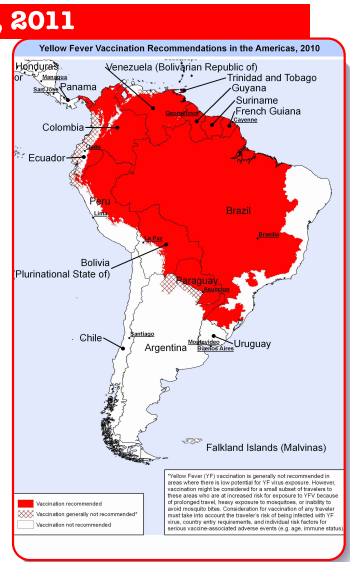 , 2011
Yellow Fever Vaccination Recommendations in the Americas, 2010
Honduras
or
Managua
San Jose
Panama
Venezuela (Bolivarian Republic of)
Trinidad and Tobago
Guyana
Georgetown
Suriname
French Guiana
Cayenne
Colombia
Quito
Ecuador
Peru
Lima
Brazil
Brasilia
La Paz
Bolivia
(Plurinational State of)
Paraguay
Asuncion
Chile
Santiago
Argentina
Montevideo
Buenos Aires
Uruguay
Falkland Islands (Malvinas)
Vaccination recommended
Vaccination generally not recommended*
Vaccination not recommended
*Yellow Fever (YF) vaccination is generally not recommended in
areas where there is low potential for YF virus exposure. However,
vaccination might be considered for a small subset of travelers to
these areas who are at increased risk for exposure to YFV because
of prolonged travel, heavy exposure to mosquitoes, or inability to
avoid mosquito bites. Consideration for vaccination of any traveler
must take into account the traveler's risk of being infected with YF
virus, country entry requirements, and individual risk factors for
serious vaccine-associated adverse events (e.g. age, immune status)